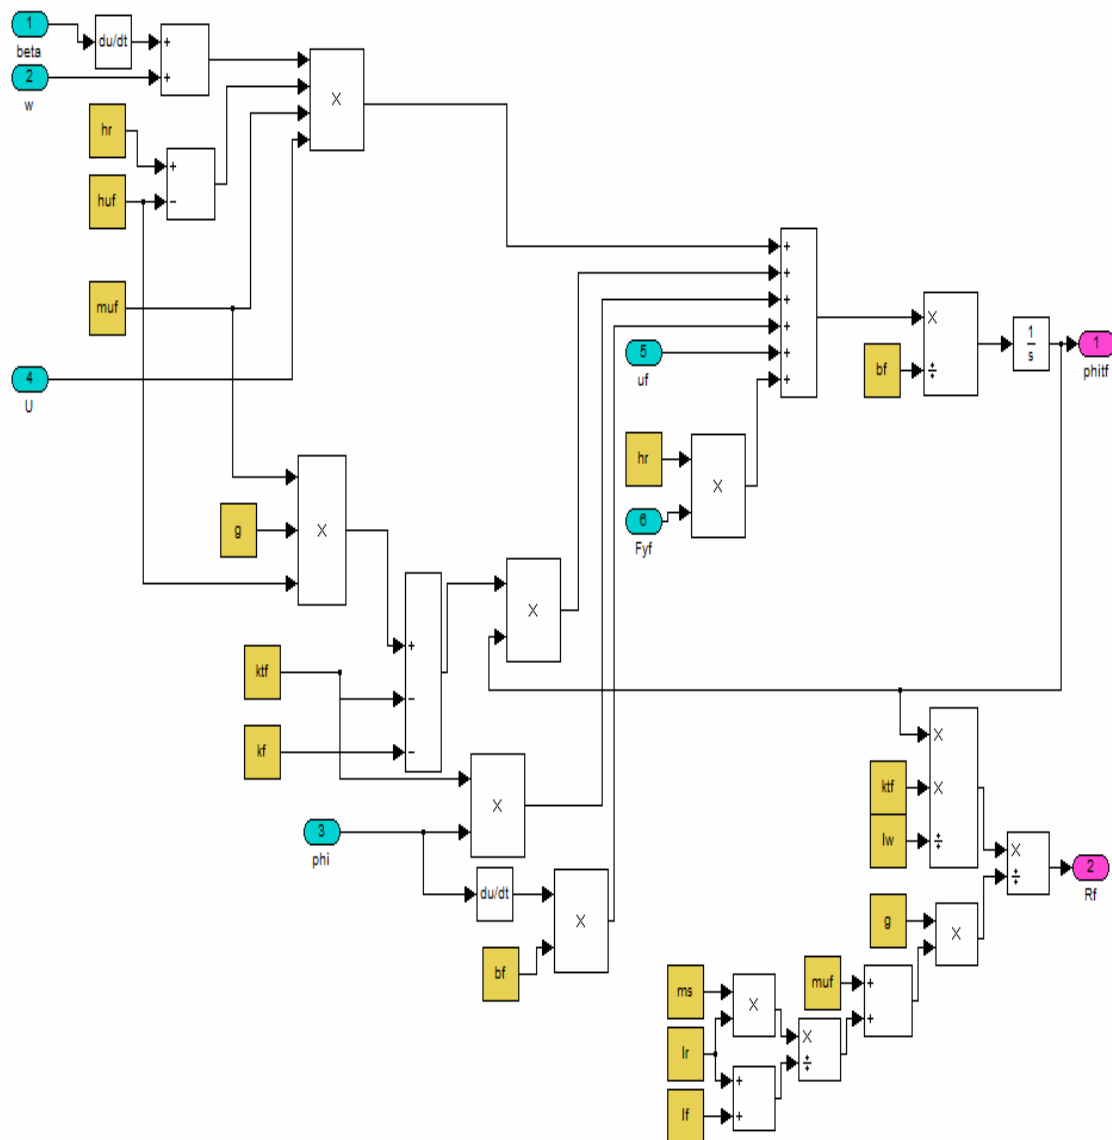 1
beta
du/dt
+
+
2
w
×
hr
+
−
huf
muf
4
U
+
+
+
+
+
+
5
uf
×
÷
bf
1
s
1
phitf
hr
×
6
Fyf
g
×
×
+
−
−
ktf
kf
×
3
phi
du/dt
×
bf
×
×
÷
ktf
lw
×
÷
2
Rf
g
×
muf
+
+
ms
×
×
÷
lr
+
+
lf